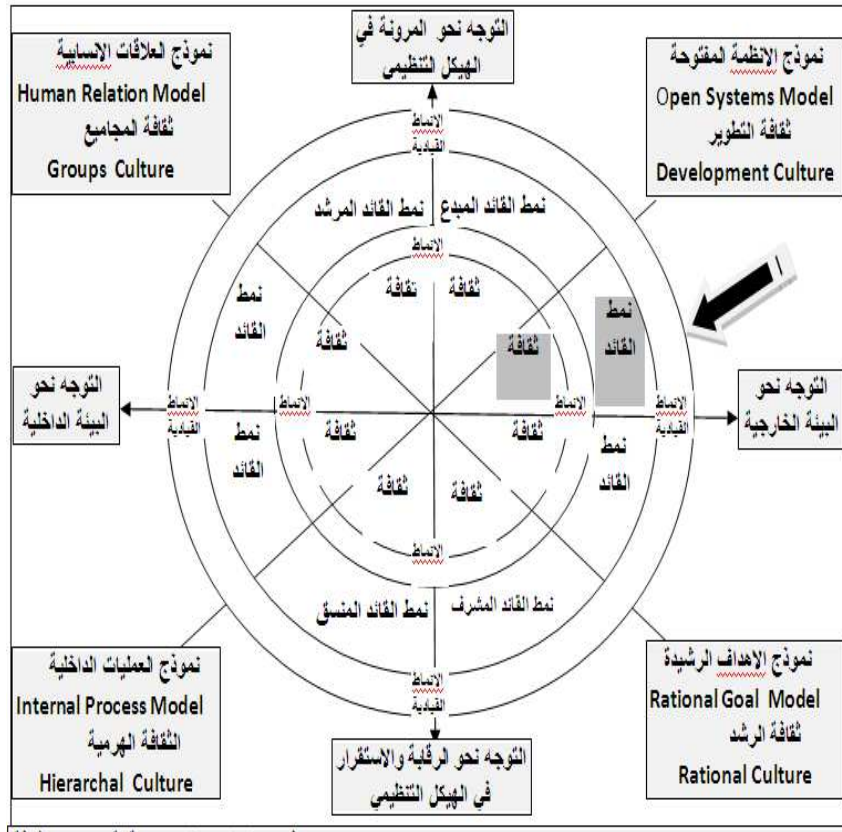 التوجه نحو المرونة في
الهيكل التنظيمي
نموذج الانظمة المفتوحة
Open Systems Model
ثقافة التطوير
Development Culture
نموذج العلاقات الإنسانية
Human Relation Model
ثقافة المجاميع
Groups Culture
الانماط
القيادية
نمط القائد المبدع
نمط القائد المرشد
الانماط
ثقافة
ثقافة
نمط
القائد
ثقافة
ثقافة
نمط
القائد
التوجه نحو
البيئة الخارجية
الانماط
القيادية
الانماط
الانماط
الانماط
القيادية
التوجه نحو
البيئة الداخلية
نمط
القائد
ثقافة
ثقافة
نمط
القائد
ثقافة
ثقافة
الانماط
نمط القائد المشرف
نمط القائد المنسق
الانماط
القيادية
نموذج الاهداف الرشيدة
Rational Goal Model
ثقافة الرشد
Rational Culture
نموذج العمليات الداخلية
Internal Process Model
الثقافة الهرمية
Hierarchal Culture
التوجه نحو الرقابة والاستقرار
في الهيكل التنظيمي